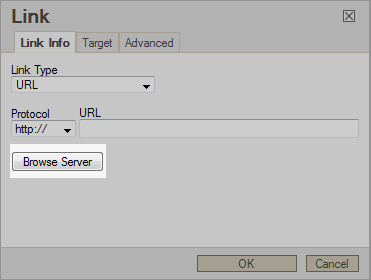 Link
Link Info Target Advanced
Link Type
URL
Protocol URL
http://
Browse Server
OK Cancel